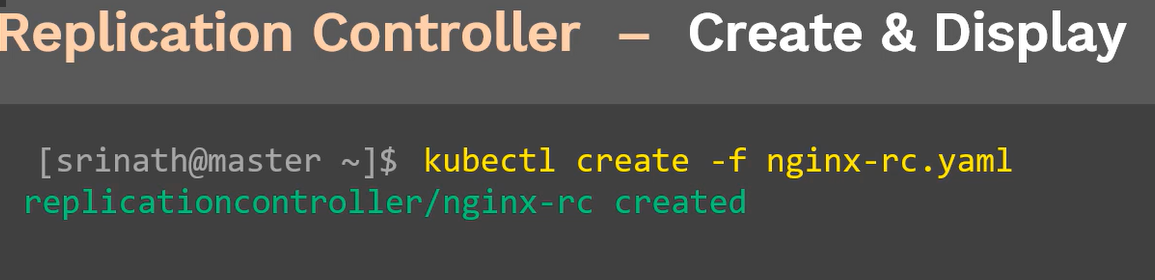 Replication Controller – Create & Display
[srinath@master ~]$ kubectl create -f nginx-rc.yaml
replicationcontroller/nginx-rc created